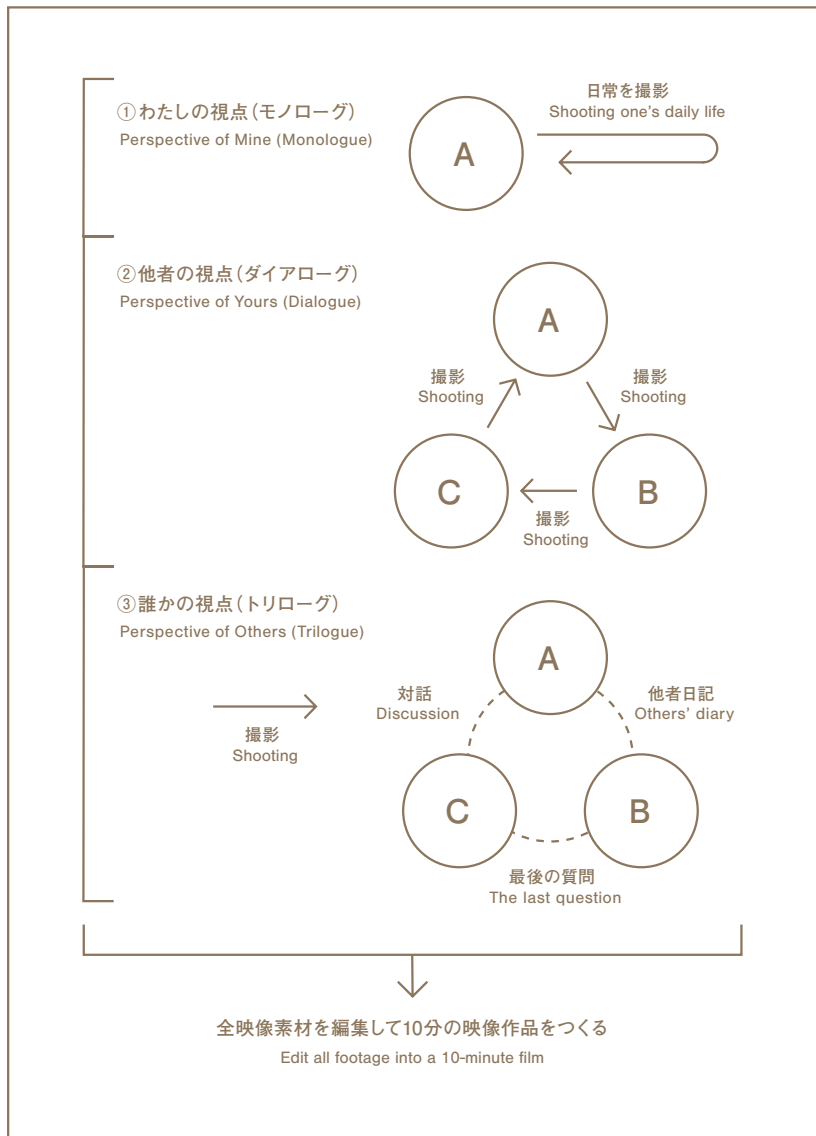 ①わたしの視点（モノローグ）
Perspective of Mine (Monologue)
日常を撮影
Shooting one's daily life
A
②他者の視点（ダイアローグ）
Perspective of Yours (Dialogue)
A
撮影
Shooting
撮影
Shooting
C
B
撮影
Shooting
③誰かの視点（トリローグ）
Perspective of Others (Trilogue)
A
対話
Discussion
他者日記
Others' diary
撮影
Shooting
C
B
最後の質問
The last question
全映像素材を編集して10分の映像作品をつくる
Edit all footage into a 10-minute film